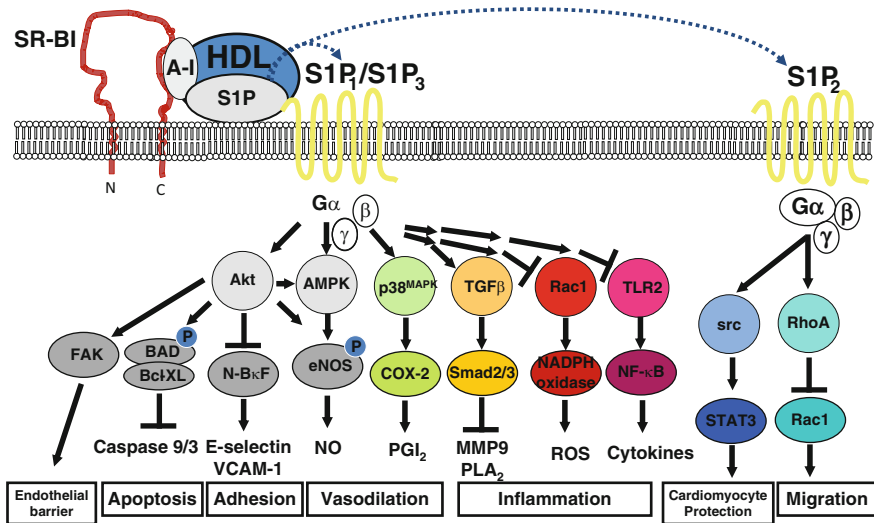 SR-BI
A-I
HDL
S1P
S1P1/S1P3
S1P2
N
C
Gα
β
γ
Gα
β
γ
Akt
AMPK
p38MAPK
TGFβ
Rac1
TLR2
src
RhoA
FAK
BAD
P
Bcl-XL
N-BκF
eNOS
P
COX-2
Smad2/3
NADPH
oxidase
NF-κB
STAT3
Rac1
Caspase 9/3
E-selectin
VCAM-1
NO
PGI2
MMP9
PLA2
ROS
Cytokines
Endothelial
barrier
Apoptosis
Adhesion
Vasodilation
Inflammation
Cardiomyocyte
Protection
Migration